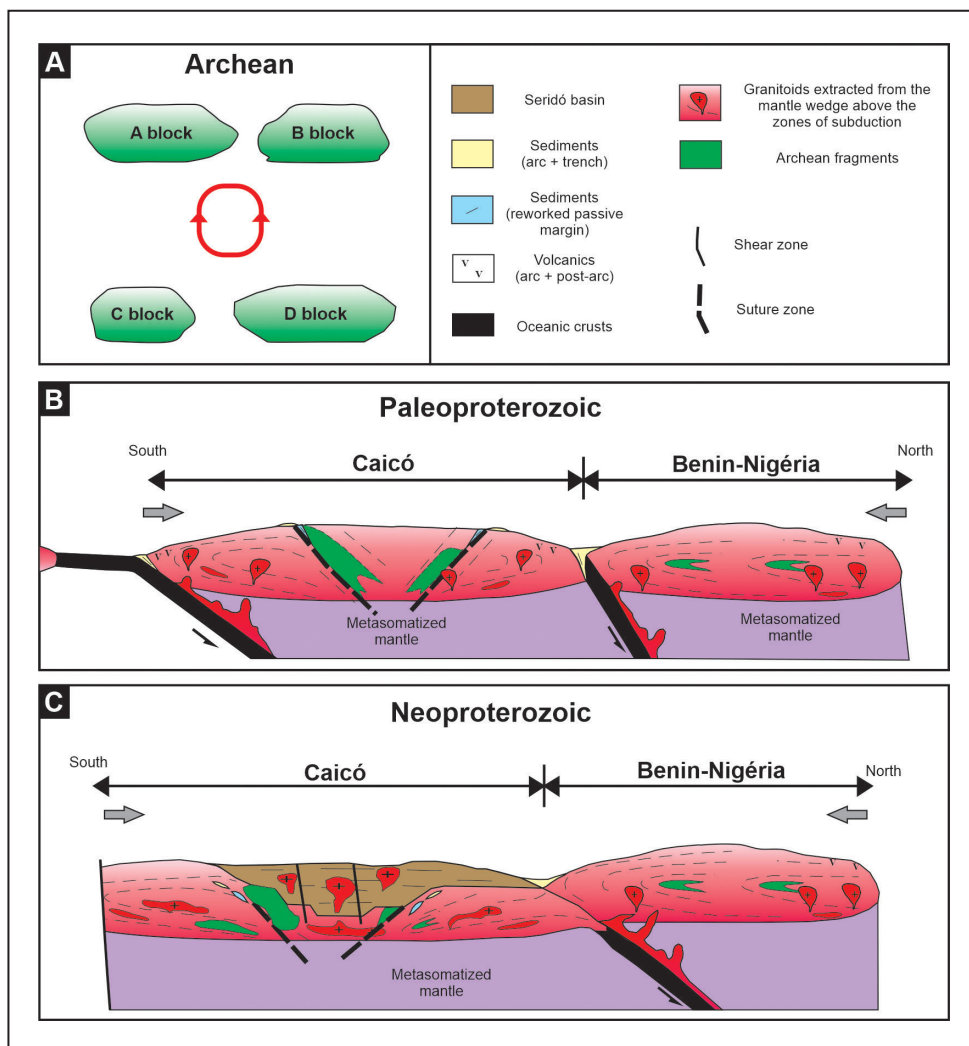 A
Archean
A block
B block
C block
D block
Seridó basin
Sediments
(arc + trench)
Sediments
(reworked passive
margin)
V
V
Volcanics
(arc + post-arc)
Oceanic crusts
Granitoids extracted from the
mantle wedge above the
zones of subduction
Archean fragments
Shear zone
Suture zone
B
Paleoproterozoic
South
North
Caicó
Benin-Nigéria
V V
V V
V V
Metasomatized
mantle
Metasomatized
mantle
C
Neoproterozoic
South
North
Caicó
Benin-Nigéria
V V
Metasomatized
mantle